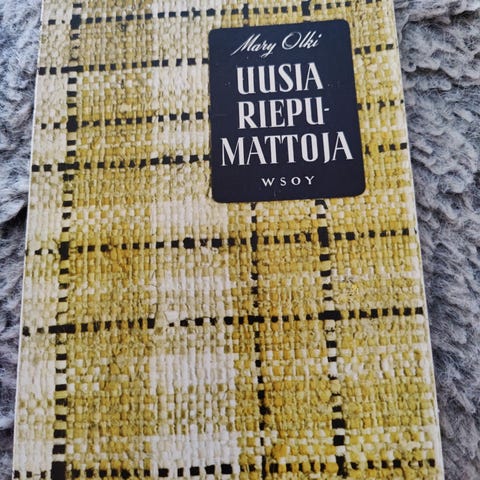 Mary Olki
UUSIA
RIEPU-
MATTOJA
WSOY